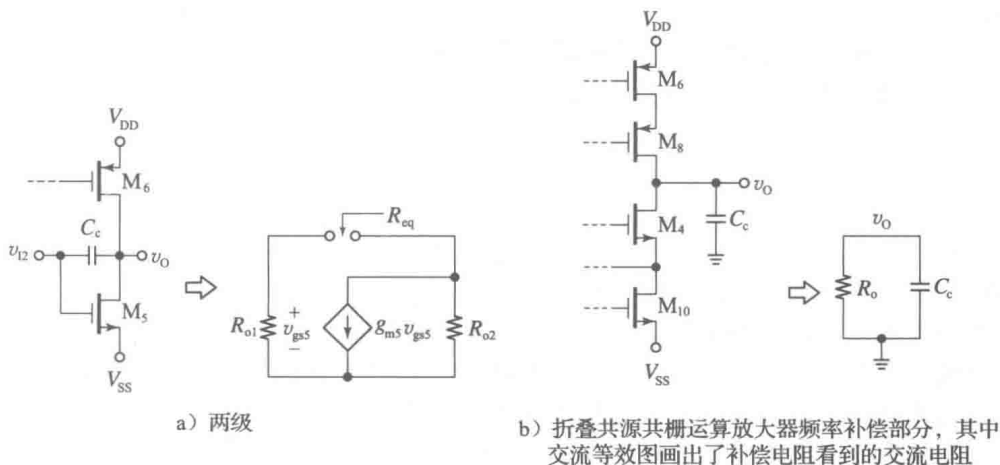 V_DD
M_6
C_c
v_I2
v_O
M_5
V_SS
R_eq
R_o1
+
v_gs5
−
g_m5 v_gs5
R_o2
a）两级
V_DD
M_6
M_8
v_O
C_c
M_4
M_10
V_SS
v_O
R_o
C_c
b）折叠共源共栅运算放大器频率补偿部分，其中
交流等效图画出了补偿电阻看到的交流电阻